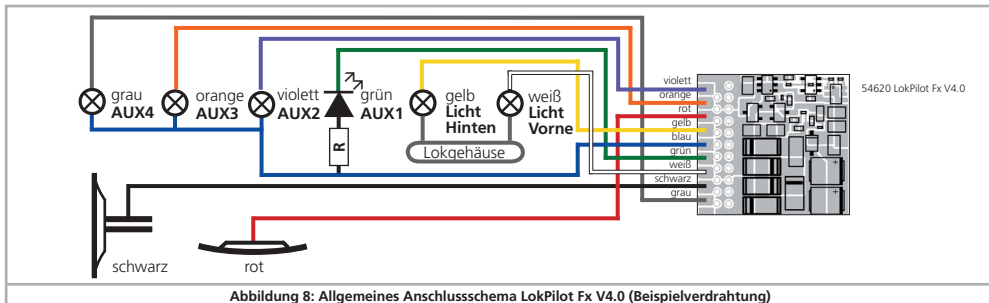 grau
AUX4
orange
AUX3
violett
AUX2
grün
AUX1
R
gelb
Licht
Hinten
weiß
Licht
Vorne
Lokgehäuse
violett
orange
rot
gelb
blau
grün
weiß
schwarz
grau
54620 LokPilot Fx V4.0
schwarz
rot
Abbildung 8: Allgemeines Anschlussschema LokPilot Fx V4.0 (Beispielverdrahtung)